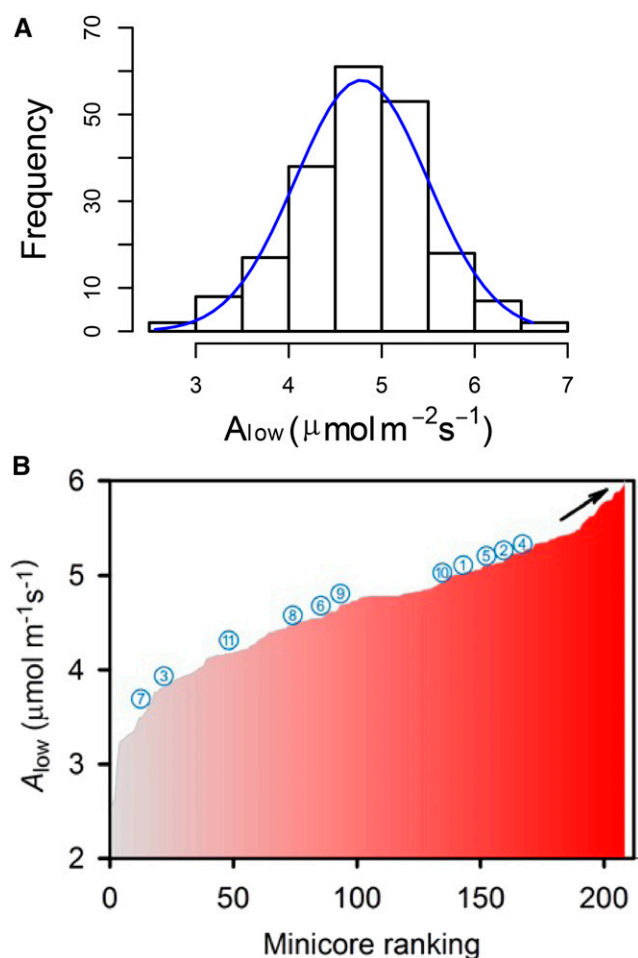 A
70
50
30
10
0
Frequency
3 4 5 6 7
Alow (μmol m−2s−1)
B
6
5
4
3
2
Alow (μmol m-1s-1)
7 3 11 8 6 9 10 1 5 2 4
0 50 100 150 200
Minicore ranking